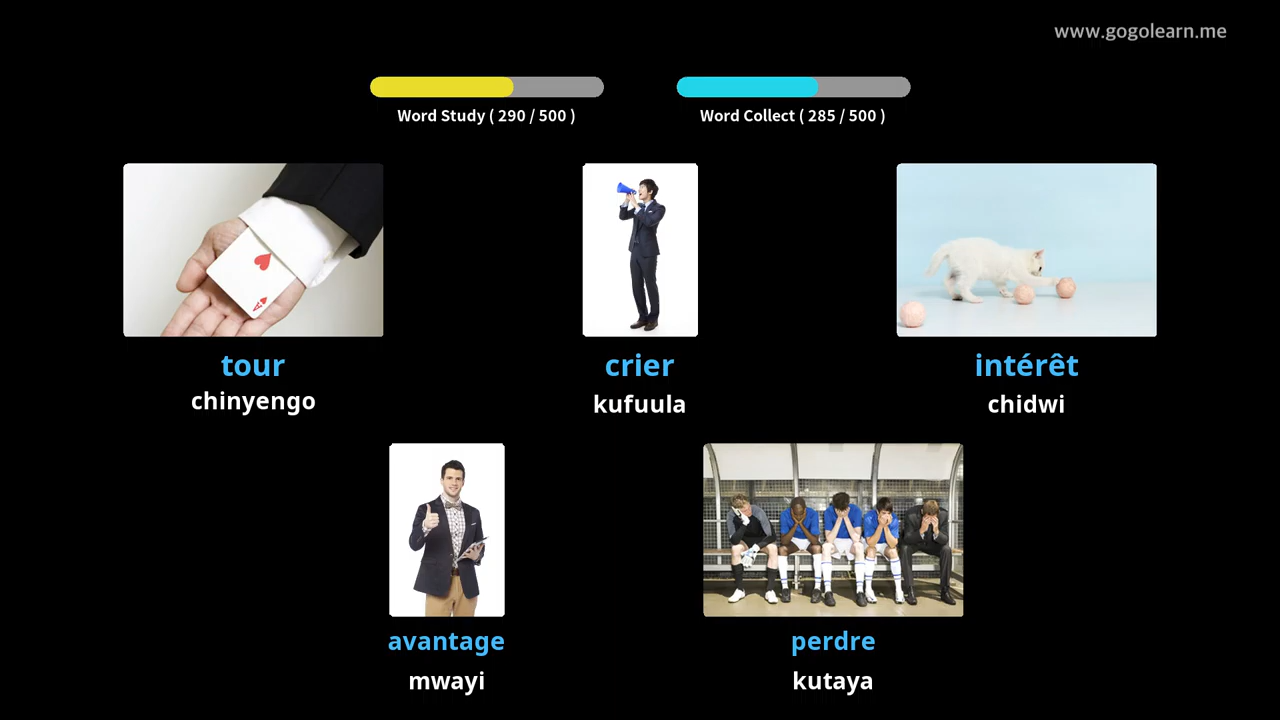 www.gogolearn.me
Word Study ( 290 / 500 )
Word Collect ( 285 / 500 )
tour
chinyengo
crier
kufuula
intérêt
chidwi
avantage
mwayi
perdre
kutaya